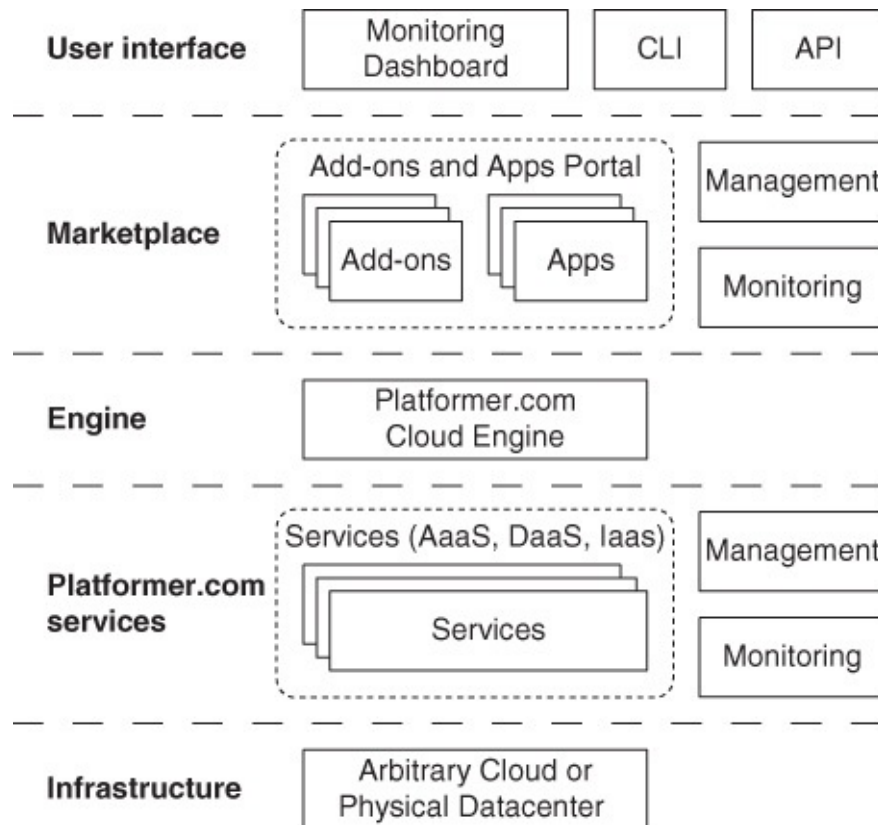 User interface
Monitoring
Dashboard
CLI
API
Marketplace
Add-ons and Apps Portal
Add-ons
Apps
Management
Monitoring
Engine
Platformer.com
Cloud Engine
Platformer.com
services
Services (AaaS, DaaS, Iaas)
Services
Management
Monitoring
Infrastructure
Arbitrary Cloud or
Physical Datacenter